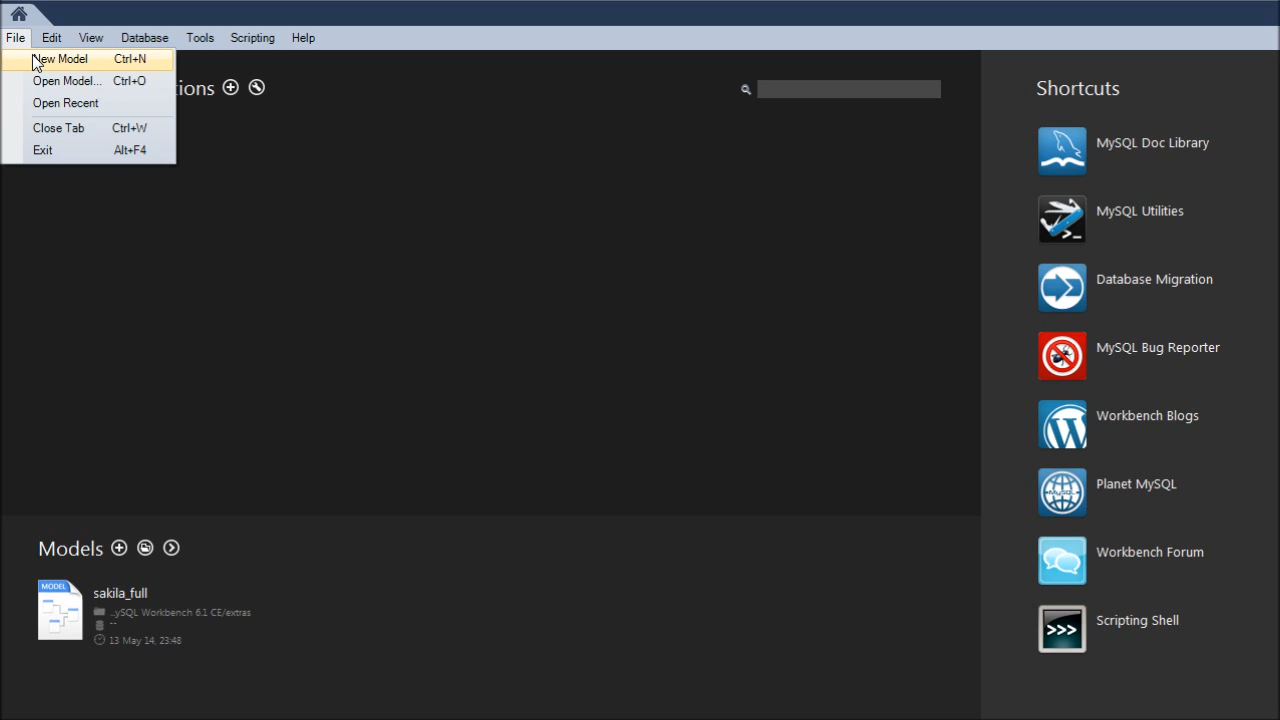 File Edit View Database Tools Scripting Help
New Model Ctrl+N
Open Model... Ctrl+O
Open Recent
Close Tab Ctrl+W
Exit Alt+F4
tions
Shortcuts
MySQL Doc Library
MySQL Utilities
>_
Database Migration
MySQL Bug Reporter
Workbench Blogs
Planet MySQL
Workbench Forum
>>>
Scripting Shell
Models
MODEL
sakila_full
..ySQL Workbench 6.1 CE/extras
--
13 May 14, 23:48